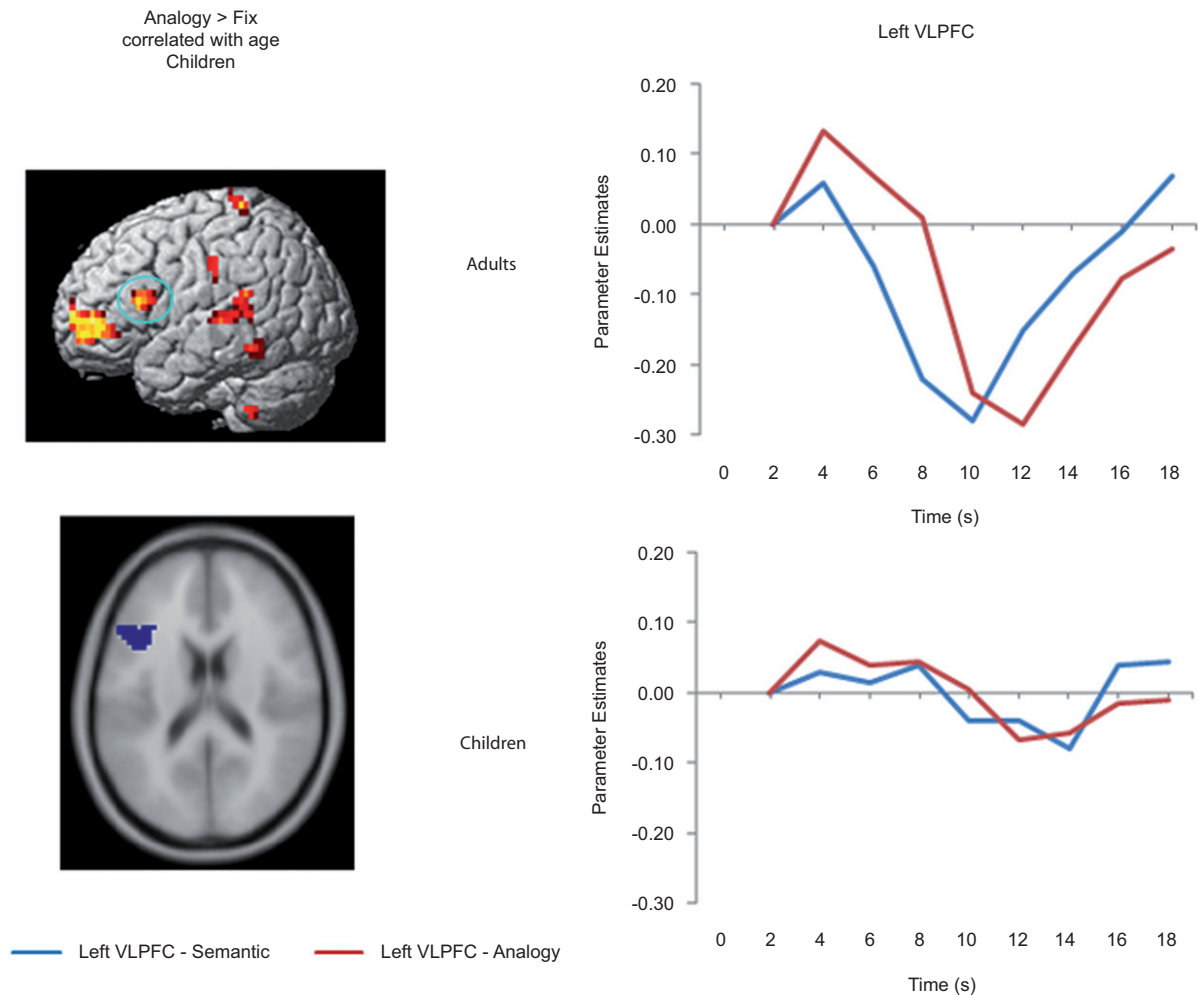 Analogy > Fix
correlated with age
Children
Left VLPFC
Adults
Parameter Estimates
0.20
0.10
0.00
-0.10
-0.20
-0.30
0 2 4 6 8 10 12 14 16 18
Time (s)
Children
Parameter Estimates
0.20
0.10
0.00
-0.10
-0.20
-0.30
0 2 4 6 8 10 12 14 16 18
Time (s)
Left VLPFC - Semantic
Left VLPFC - Analogy